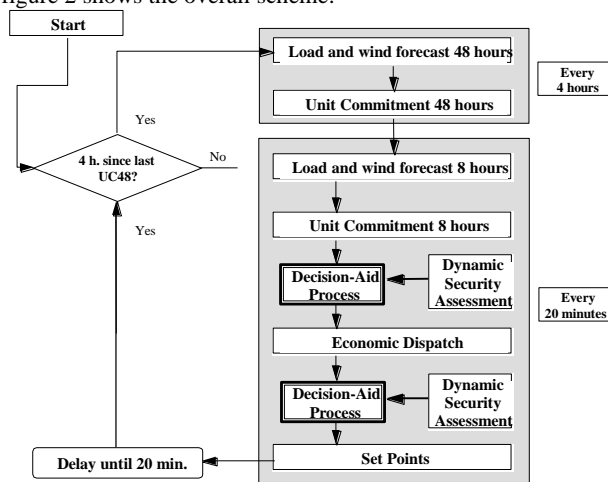 figure 2 shows the overall scheme.
Start
Load and wind forecast 48 hours
Every
4 hours
Unit Commitment 48 hours
Yes
4 h. since last
UC48?
No
Load and wind forecast 8 hours
Yes
Unit Commitment 8 hours
Decision-Aid
Process
Dynamic
Security
Assessment
Every
20 minutes
Economic Dispatch
Decision-Aid
Process
Dynamic
Security
Assessment
Delay until 20 min.
Set Points